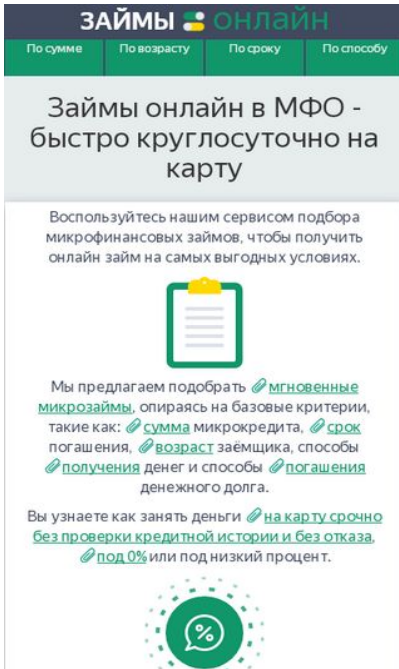 ЗАЙМЫ ОНЛАЙН
По сумме По возрасту По сроку По способу
Займы онлайн в МФО -
быстро круглосуточно на
карту
Воспользуйтесь нашим сервисом подбора
микрофинансовых займов, чтобы получить
онлайн займ на самых выгодных условиях.
Мы предлагаем подобрать мгновенные
микрозаймы, опираясь на базовые критерии,
такие как: сумма микрокредита, срок
погашения, возраст заёмщика, способы
получения денег и способы погашения
денежного долга.
Вы узнаете как занять деньги на карту срочно
без проверки кредитной истории и без отказа,
под 0% или под низкий процент.
%